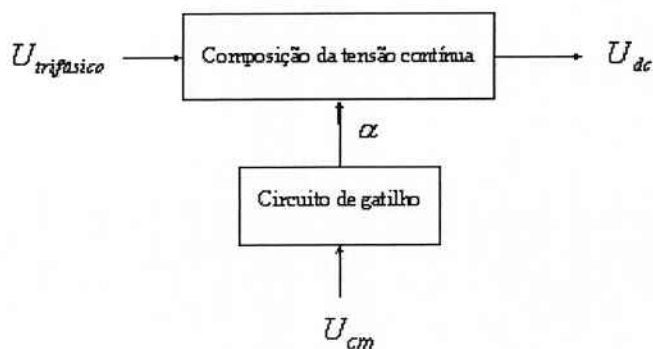 U_trifásico
Composição da tensão contínua
U_dc
α
Circuito de gatilho
U_cm